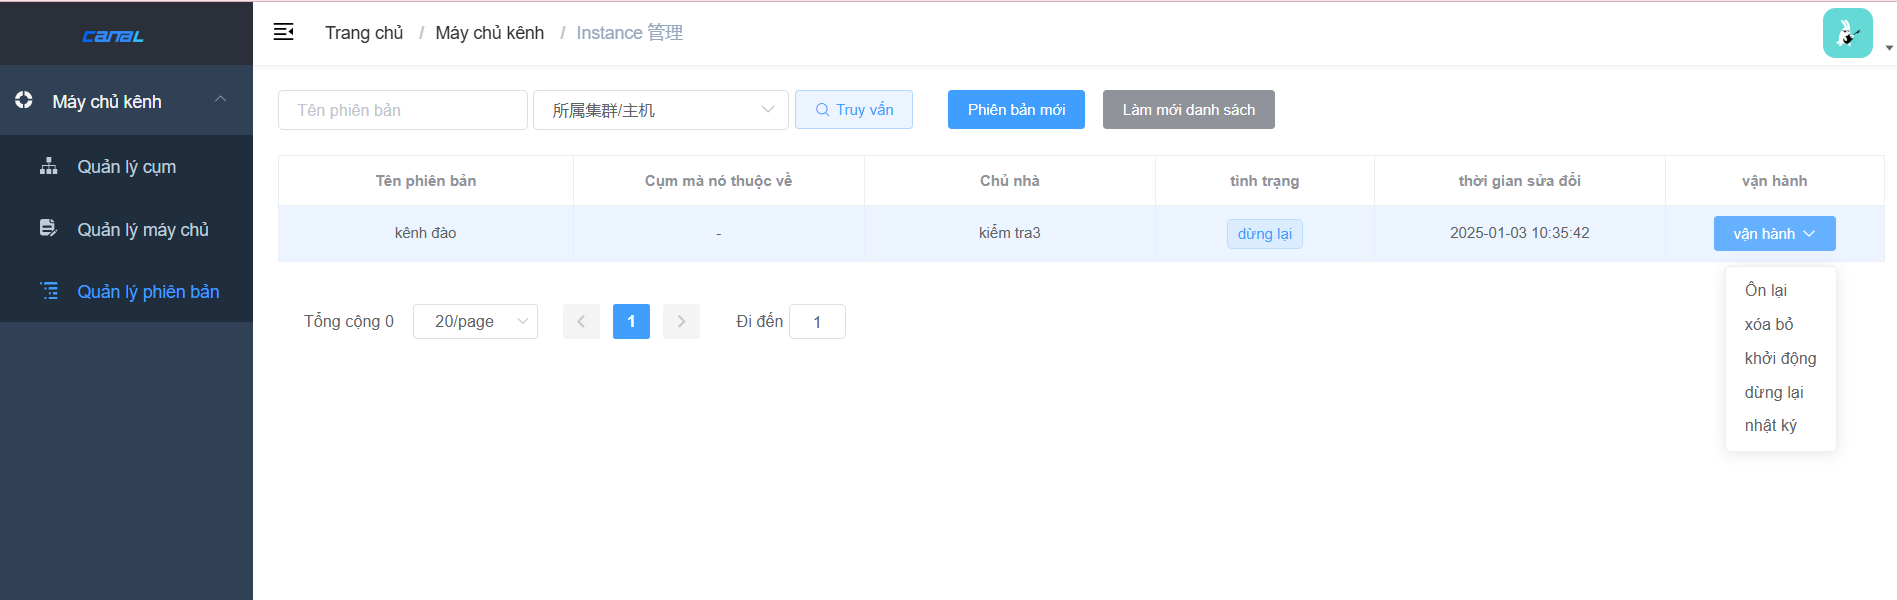 canal
Trang chủ / Máy chủ kênh / Instance 管理
Máy chủ kênh
Quản lý cụm
Quản lý máy chủ
Quản lý phiên bản
Tên phiên bản
所属集群/主机
Truy vấn
Phiên bản mới
Làm mới danh sách
Tên phiên bản Cụm mà nó thuộc về Chủ nhà tình trạng thời gian sửa đổi vận hành
kênh đào - kiểm tra3 dừng lại 2025-01-03 10:35:42 vận hành
Ôn lại
xóa bỏ
khởi động
dừng lại
nhật ký
Tổng cộng 0 20/page 1 Đi đến 1